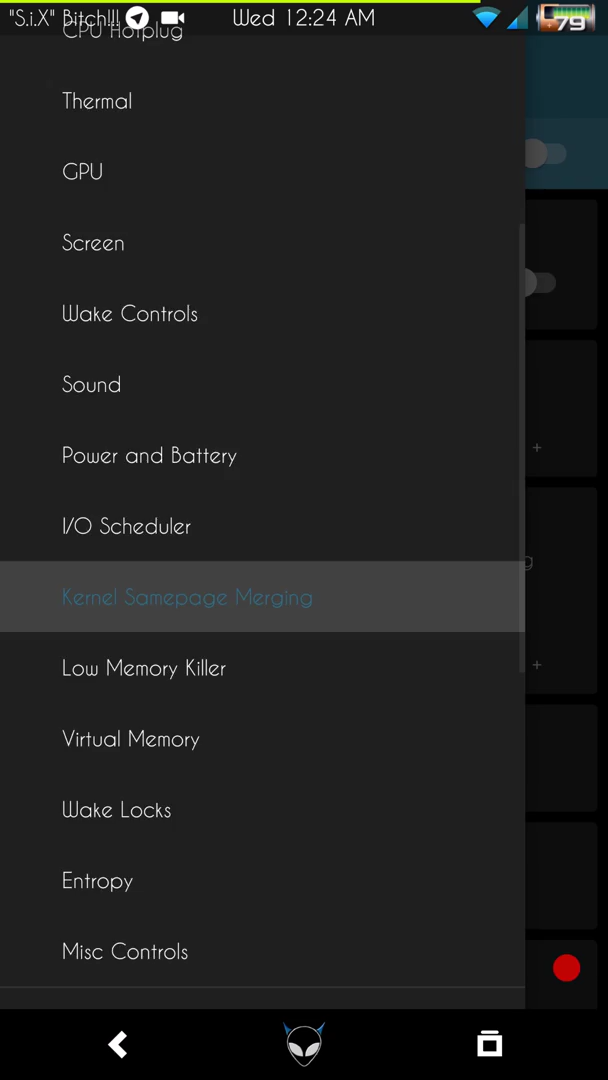 "S.i.X" Bitch!!! Wed 12:24 AM 79
CPU Hotplug
Thermal
GPU
Screen
Wake Controls
Sound
Power and Battery
+
I/O Scheduler
g
Kernel Samepage Merging
Low Memory Killer
+
Virtual Memory
Wake Locks
Entropy
Misc Controls